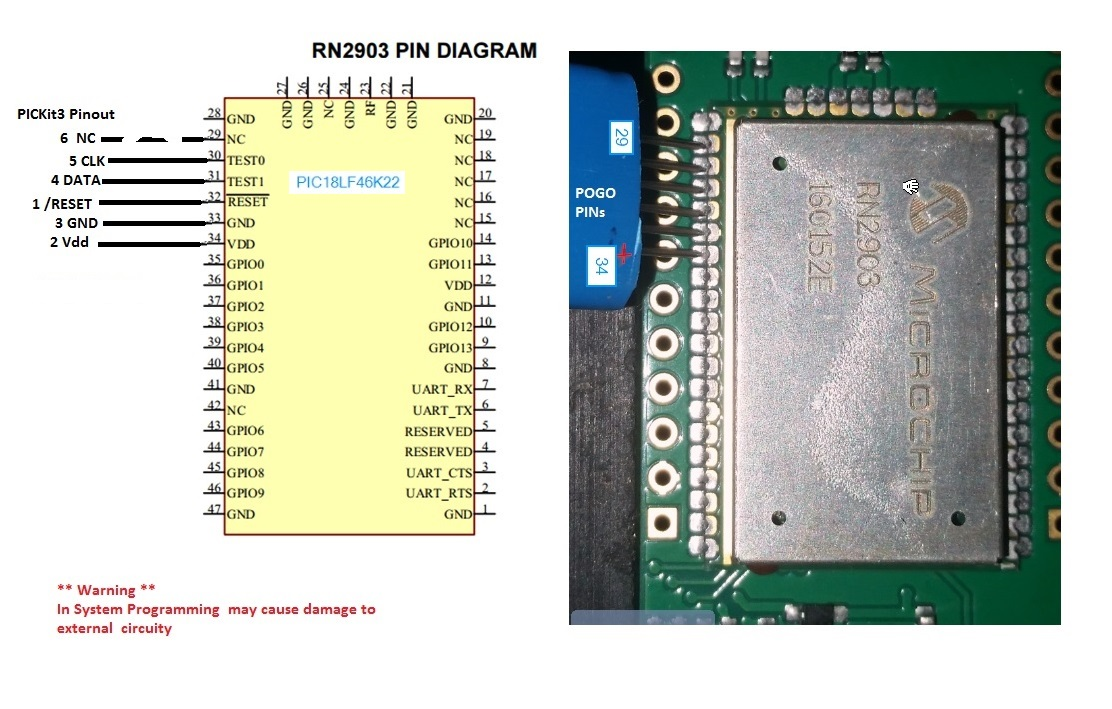 RN2903 PIN DIAGRAM
PICKit3 Pinout
6 NC
5 CLK
4 DATA
1 /RESET
3 GND
2 Vdd
27 GND
26 GND
25 NC
24 GND
23 RF
22 GND
21 GND
28 GND
29 NC
30 TEST0
31 TEST1
32 RESET
33 GND
34 VDD
35 GPIO0
36 GPIO1
37 GPIO2
38 GPIO3
39 GPIO4
40 GPIO5
41 GND
42 NC
43 GPIO6
44 GPIO7
45 GPIO8
46 GPIO9
47 GND
PIC18LF46K22
GND 20
NC 19
NC 18
NC 17
NC 16
GND 15
GPIO10 14
GPIO11 13
VDD 12
GND 11
GPIO12 10
GPIO13 9
GND 8
UART_RX 7
UART_TX 6
RESERVED 5
RESERVED 4
UART_CTS 3
UART_RTS 2
GND 1
** Warning **
In System Programming may cause damage to
external circuity
29
POGO
PINs
34
MICROCHIP
RN2903
160152E